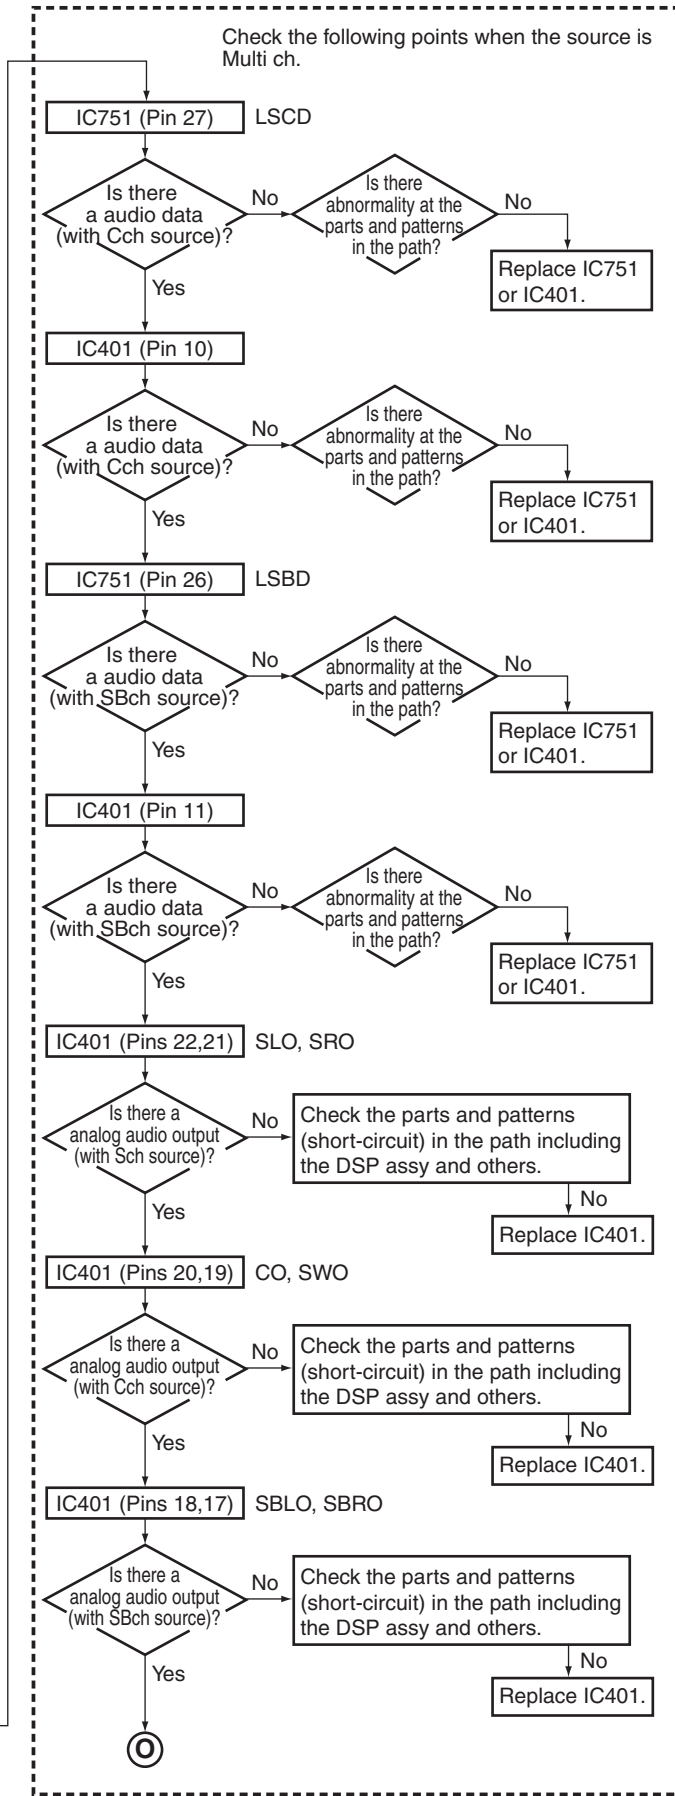 Check the following points when the source is
Multi ch.
IC751 (Pin 27)
LSCD
Is there
a audio data
(with Cch source)?
No
Is there
abnormality at the
parts and patterns
in the path?
No
Replace IC751
or IC401.
Yes
IC401 (Pin 10)
Is there
a audio data
(with Cch source)?
No
Is there
abnormality at the
parts and patterns
in the path?
No
Replace IC751
or IC401.
Yes
IC751 (Pin 26)
LSBD
Is there
a audio data
(with SBch source)?
No
Is there
abnormality at the
parts and patterns
in the path?
No
Replace IC751
or IC401.
Yes
IC401 (Pin 11)
Is there
a audio data
(with SBch source)?
No
Is there
abnormality at the
parts and patterns
in the path?
No
Replace IC751
or IC401.
Yes
IC401 (Pins 22,21)
SLO, SRO
Is there a
analog audio output
(with Sch source)?
No
Check the parts and patterns
(short-circuit) in the path including
the DSP assy and others.
No
Replace IC401.
Yes
IC401 (Pins 20,19)
CO, SWO
Is there a
analog audio output
(with Cch source)?
No
Check the parts and patterns
(short-circuit) in the path including
the DSP assy and others.
No
Replace IC401.
Yes
IC401 (Pins 18,17)
SBLO, SBRO
Is there a
analog audio output
(with SBch source)?
No
Check the parts and patterns
(short-circuit) in the path including
the DSP assy and others.
No
Replace IC401.
Yes
O